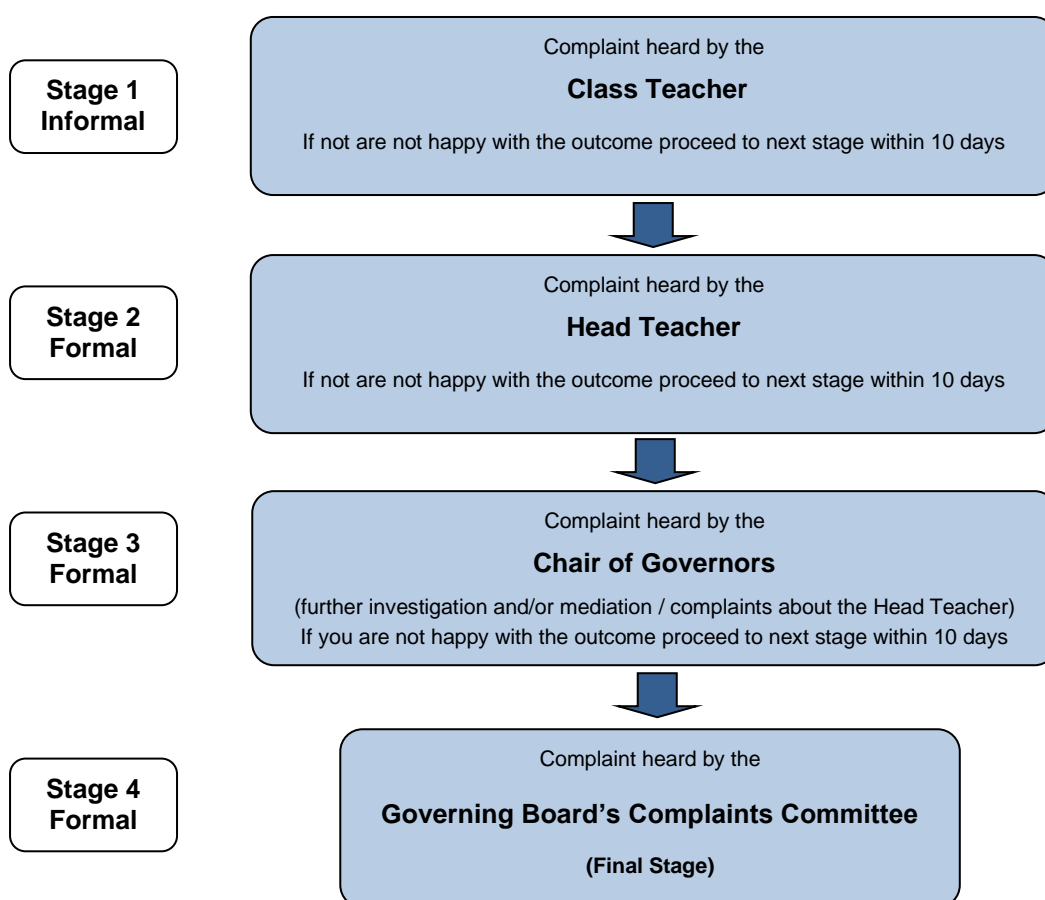 Stage 1
Informal
Complaint heard by the
Class Teacher
If not are not happy with the outcome proceed to next stage within 10 days
Stage 2
Formal
Complaint heard by the
Head Teacher
If not are not happy with the outcome proceed to next stage within 10 days
Stage 3
Formal
Complaint heard by the
Chair of Governors
(further investigation and/or mediation / complaints about the Head Teacher)
If you are not happy with the outcome proceed to next stage within 10 days
Stage 4
Formal
Complaint heard by the
Governing Board’s Complaints Committee
(Final Stage)